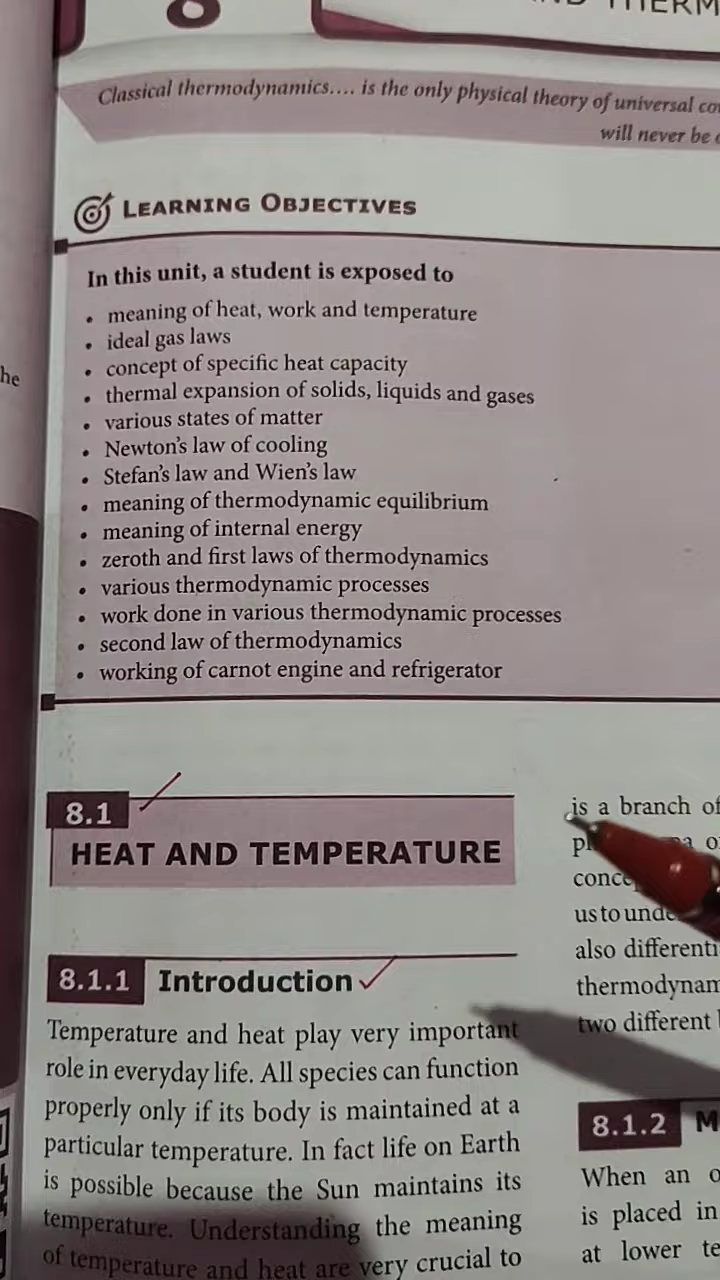 8
AND THERM
Classical thermodynamics.... is the only physical theory of universal
will never be
LEARNING OBJECTIVES
In this unit, a student is exposed to
• meaning of heat, work and temperature
• ideal gas laws
• concept of specific heat capacity
• thermal expansion of solids, liquids and gases
• various states of matter
• Newton's law of cooling
• Stefan's law and Wien's law
• meaning of thermodynamic equilibrium
• meaning of internal energy
• zeroth and first laws of thermodynamics
• various thermodynamic processes
• work done in various thermodynamic processes
• second law of thermodynamics
• working of carnot engine and refrigerator
he
8.1
HEAT AND TEMPERATURE
8.1.1 Introduction
Temperature and heat play very important
role in everyday life. All species can function
properly only if its body is maintained at a
particular temperature. In fact life on Earth
is possible because the Sun maintains its
temperature. Understanding the meaning
of temperature and heat are very crucial to
is a branch of
us to unde
also differenti
thermodynam
two different
8.1.2 M
When an o
is placed in
at lower te